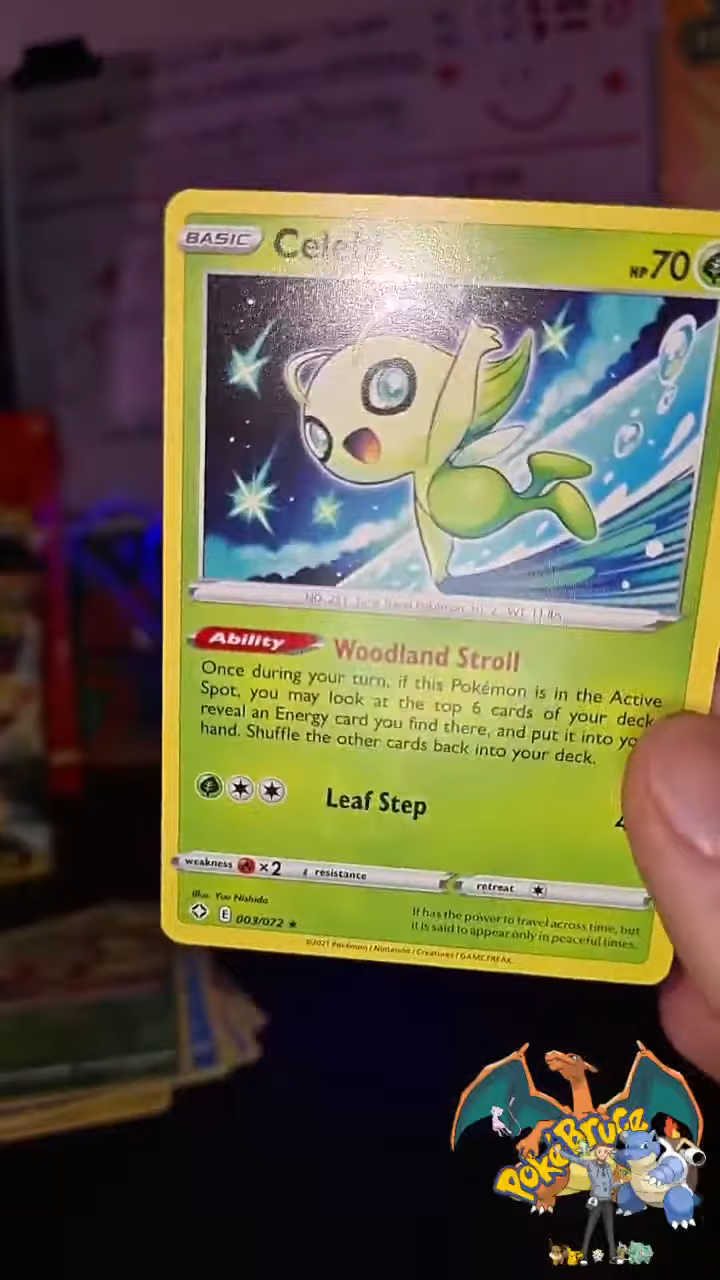 BASIC
HP 70
Ability Woodland Stroll
Once during your turn, if this Pokémon is in the Active
Spot, you may look at the top 6 cards of your deck
reveal an Energy card you find there, and put it into yo
hand. Shuffle the other cards back into your deck.
Leaf Step
weakness ×2 resistance retreat
Illus. Yuu Nishida
E 003/072 ★
It has the power to travel across time, but
it is said to appear only in peaceful times.
©2021 Pokémon / Nintendo / Creatures / GAME FREAK
PokéBruce